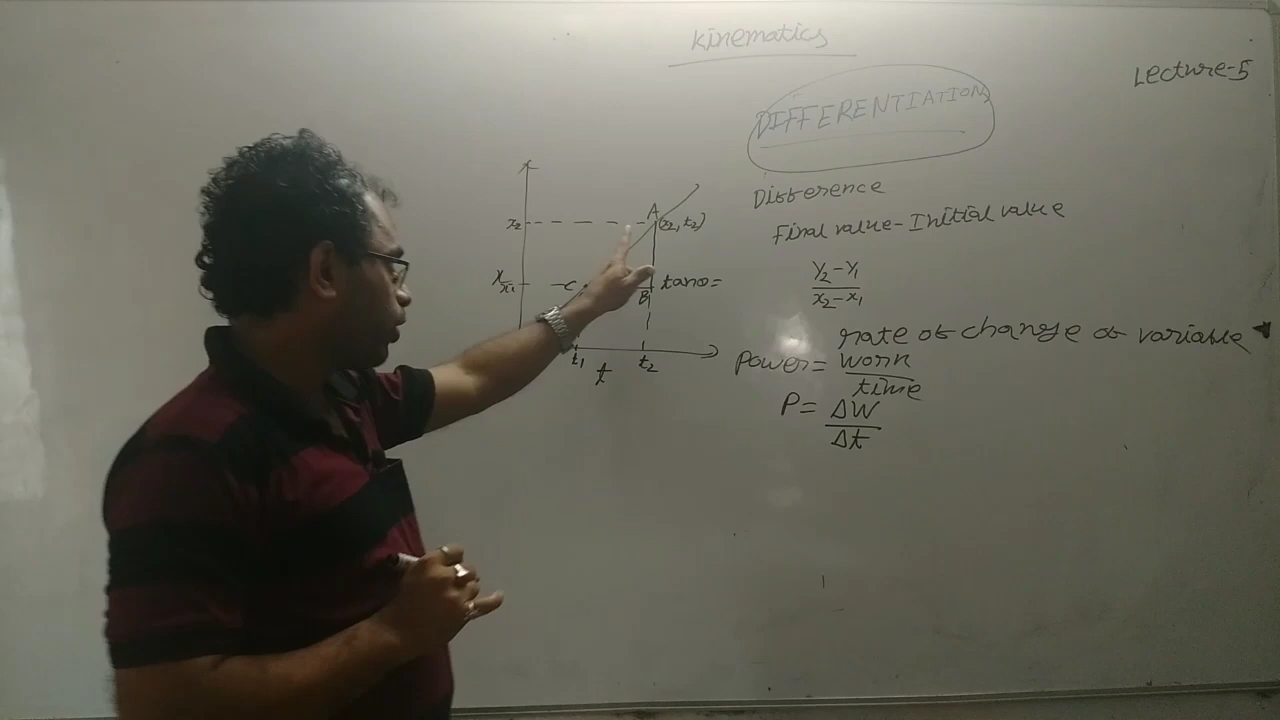 Kinematics
Lecture-5
DIFFERENTIATION
Difference
Final value-Initial value
Y₂-Y₁
x₂-x₁
rate of change of variable
Power= work
time
P= ΔW
Δt
x
x₂
A
(x₂, t₂)
x₁
C
B
tanθ=
t₁
t₂
t